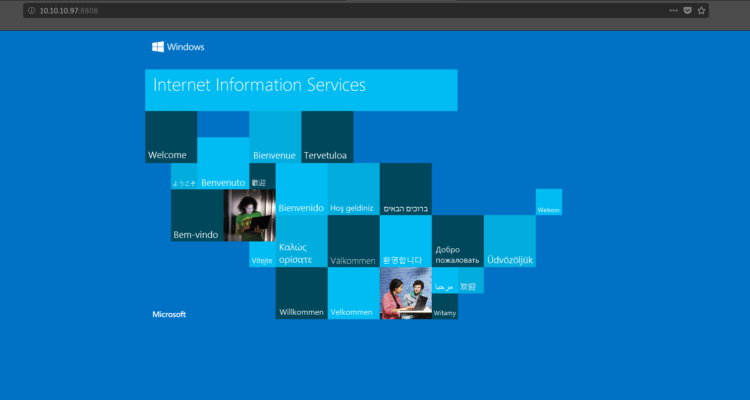 10.10.10.97:8808
Windows
Internet Information Services
Welcome
Bienvenue
Tervetuloa
ようこそ
Benvenuto
歡迎
Bienvenido
Hoş geldiniz
ברוכים הבאים
Welkom
Bem-vindo
Vítejte
Καλώς
ορίσατε
Välkommen
환영합니다
Добро
пожаловать
Üdvözöljük
مرحبا
欢迎
Microsoft
Willkommen
Velkommen
Witamy